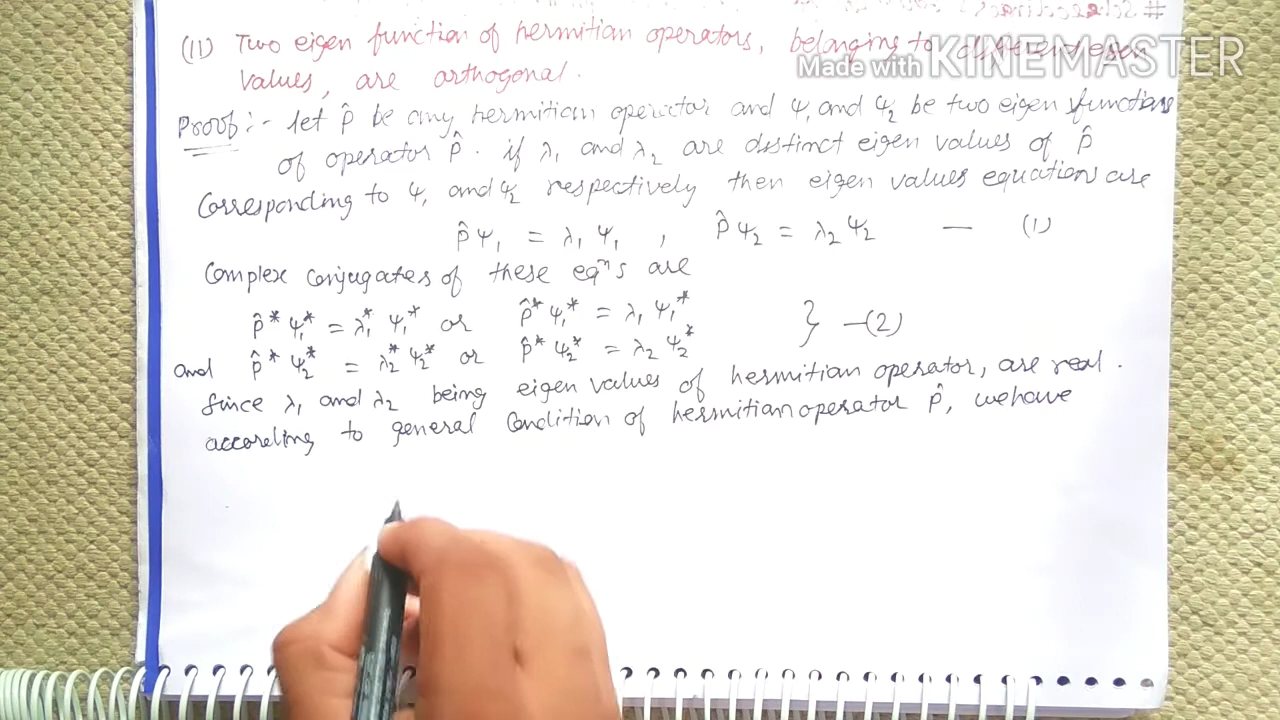 (II) Two eigen function of hermitian operators, belonging to different eigen
values, are orthogonal.
Made with KINEMASTER
Proof:- let P̂ be any hermitian operator and Ψ₁ and Ψ₂ be two eigen functions
of operator P̂. if λ₁ and λ₂ are distinct eigen values of P̂
Corresponding to Ψ₁ and Ψ₂ respectively then eigen values equations are
P̂Ψ₁ = λ₁Ψ₁, P̂Ψ₂ = λ₂Ψ₂ — (1)
Complex conjugates of these eqⁿs are
P̂*Ψ₁* = λ₁*Ψ₁* or P̂*Ψ₁* = λ₁Ψ₁*
and P̂*Ψ₂* = λ₂*Ψ₂* or P̂*Ψ₂* = λ₂Ψ₂* } —(2)
Since λ₁ and λ₂ being eigen values of hermitian operator, are real.
according to general Condition of hermitian operator P̂, we have